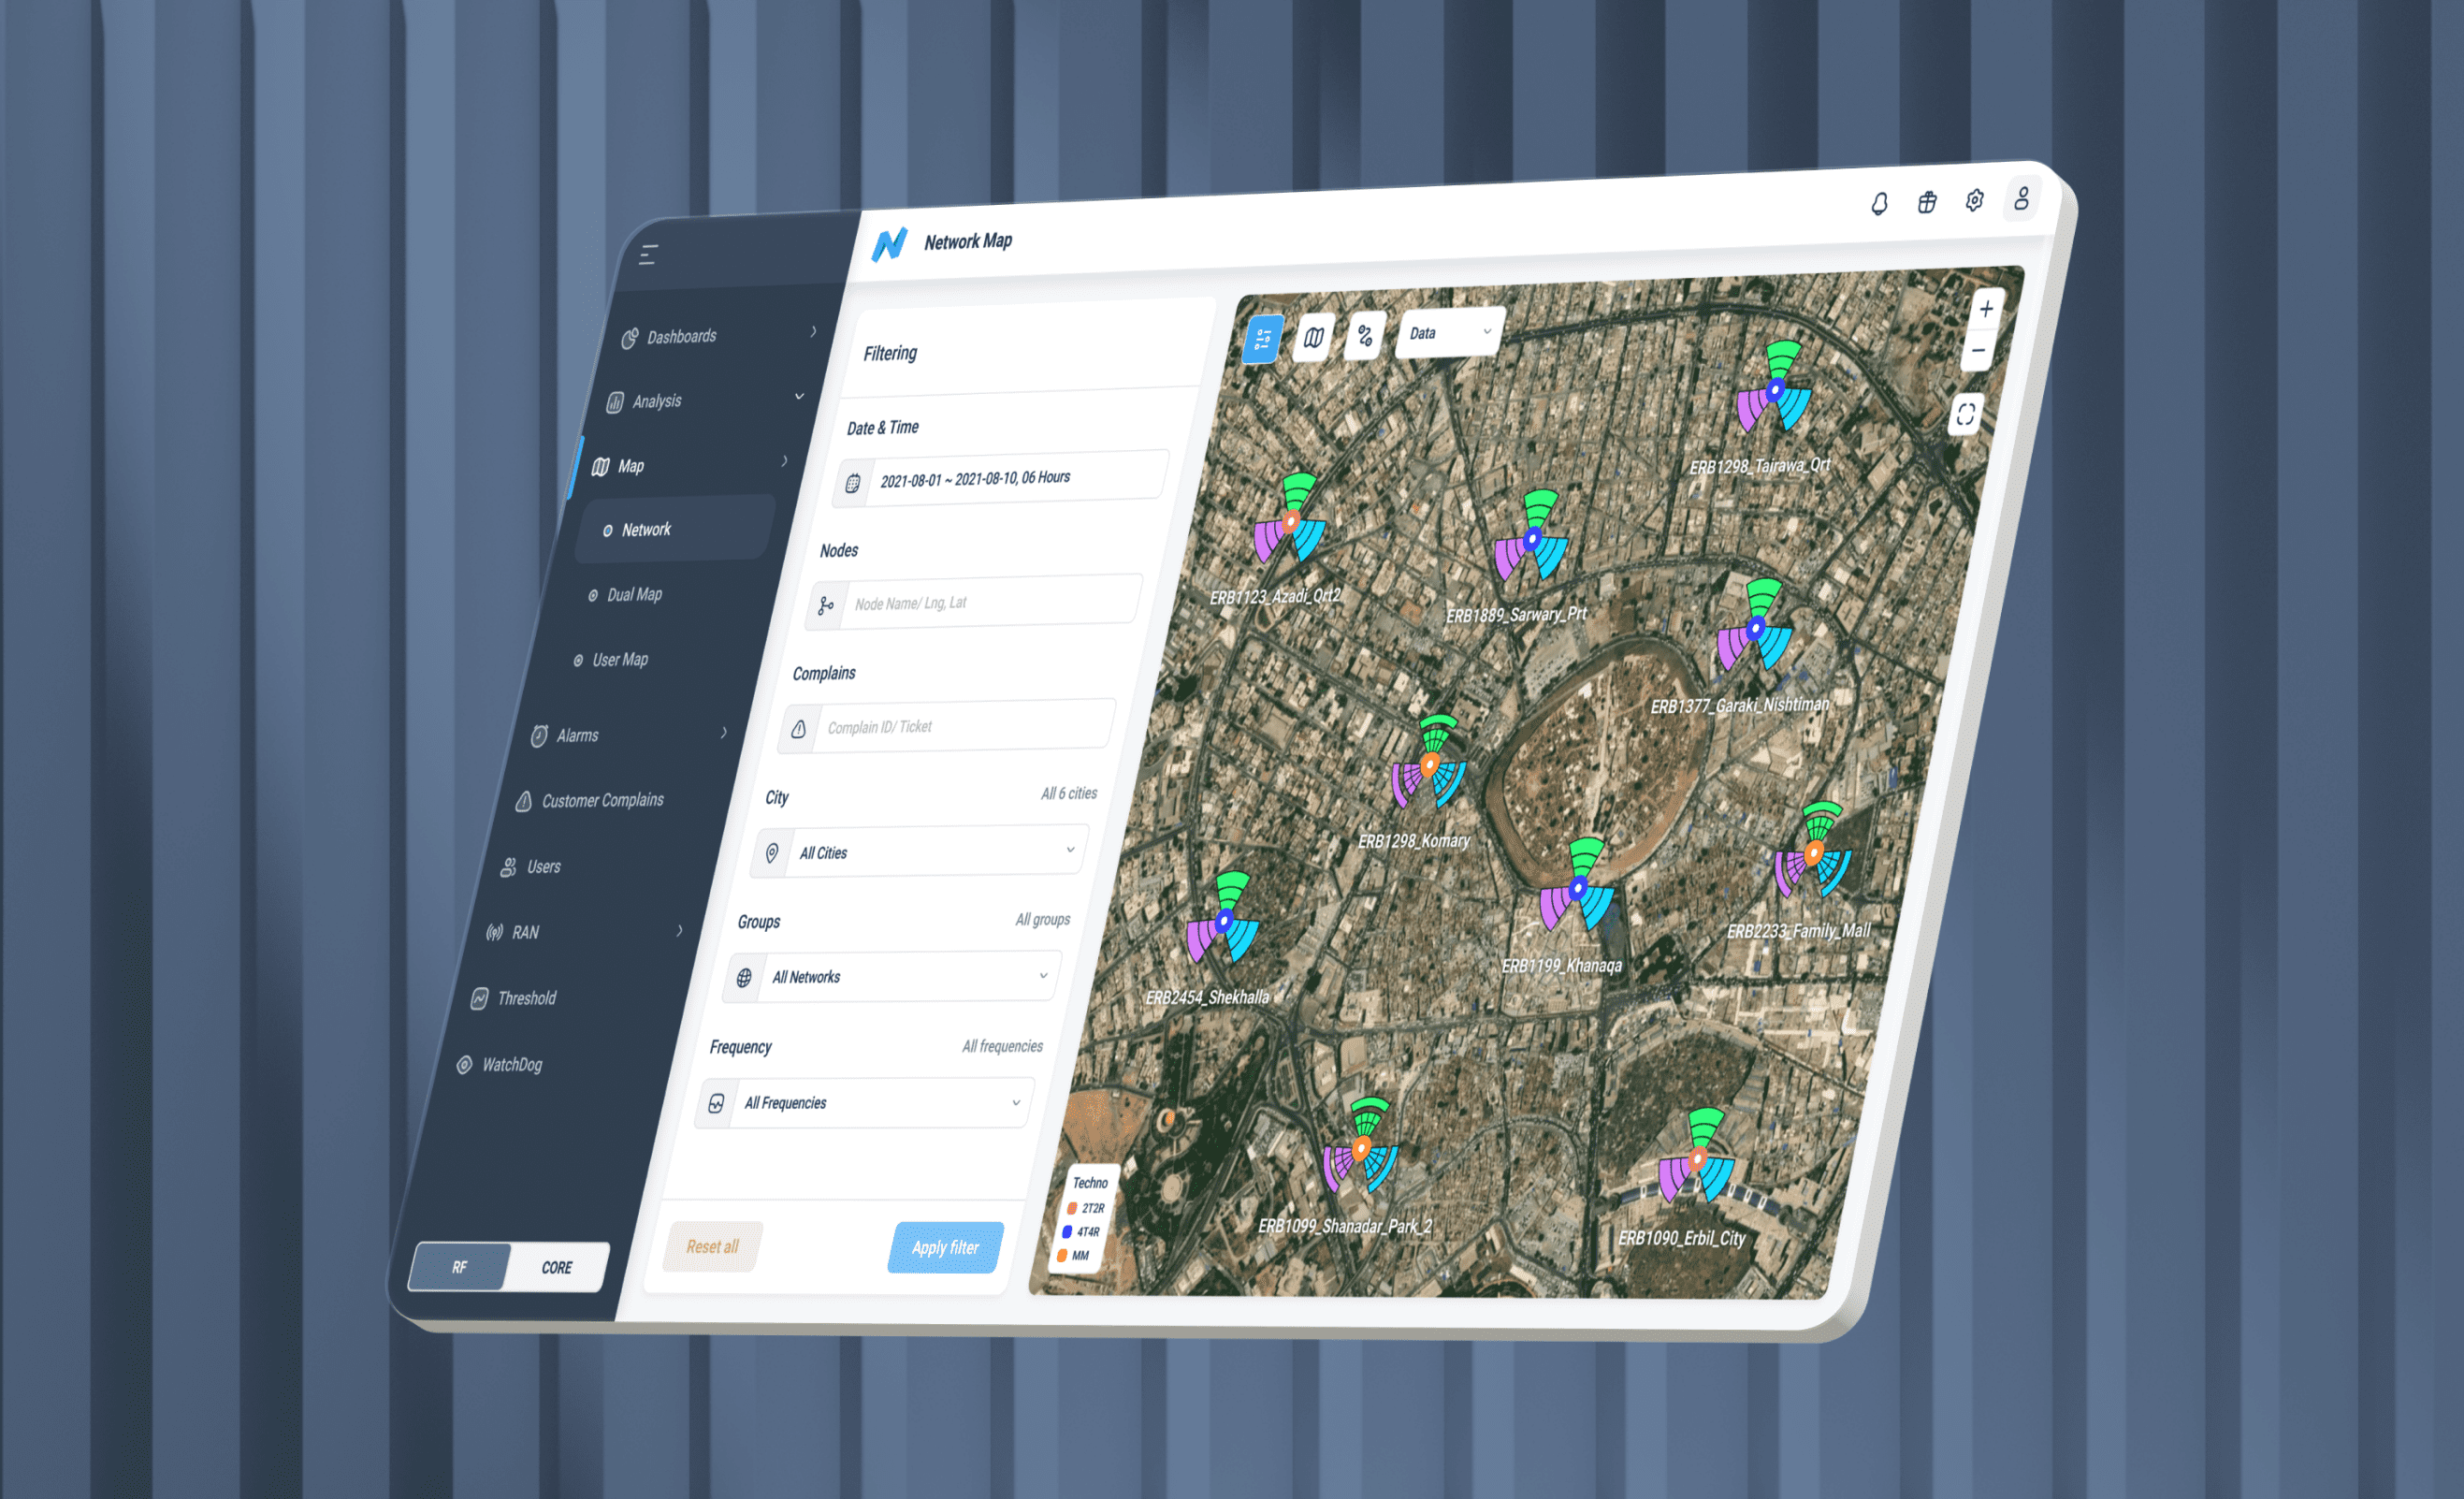 Network Map
Dashboards
Analysis
Map
Network
Dual Map
User Map
Alarms
Customer Complains
Users
RAN
Threshold
WatchDog
RF
CORE
Filtering
Date & Time
2021-08-01 ~ 2021-08-10, 06 Hours
Nodes
Node Name/ Lng, Lat
Complains
Complain ID/ Ticket
City
All 6 cities
All Cities
Groups
All groups
All Networks
Frequency
All frequencies
All Frequencies
Reset all
Apply filter
Data
ERB1298_Tajrawa_Qrt
ERB1123_Azadi_Qrt2
ERB1889_Sarwary_Prt
ERB1377_Garaki_Nishtiman
ERB1298_Komary
ERB2233_Family_Mall
ERB1199_Khanaqa
ERB2454_Shekhalla
ERB1099_Shanadar_Park_2
ERB1090_Erbil_City
Techno
2T2R
4T4R
MM